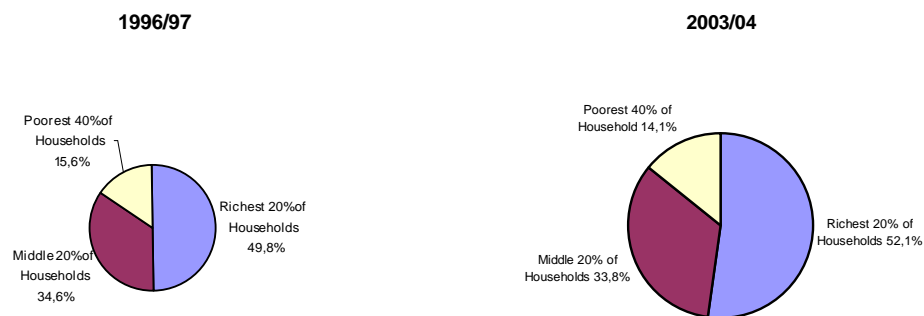 1996/97
Poorest 40%of
Households
15,6%
Richest 20%of
Households
49,8%
Middle 20%of
Households
34,6%
2003/04
Poorest 40% of
Household 14,1%
Richest 20% of
Households 52,1%
Middle 20% of
Households 33,8%